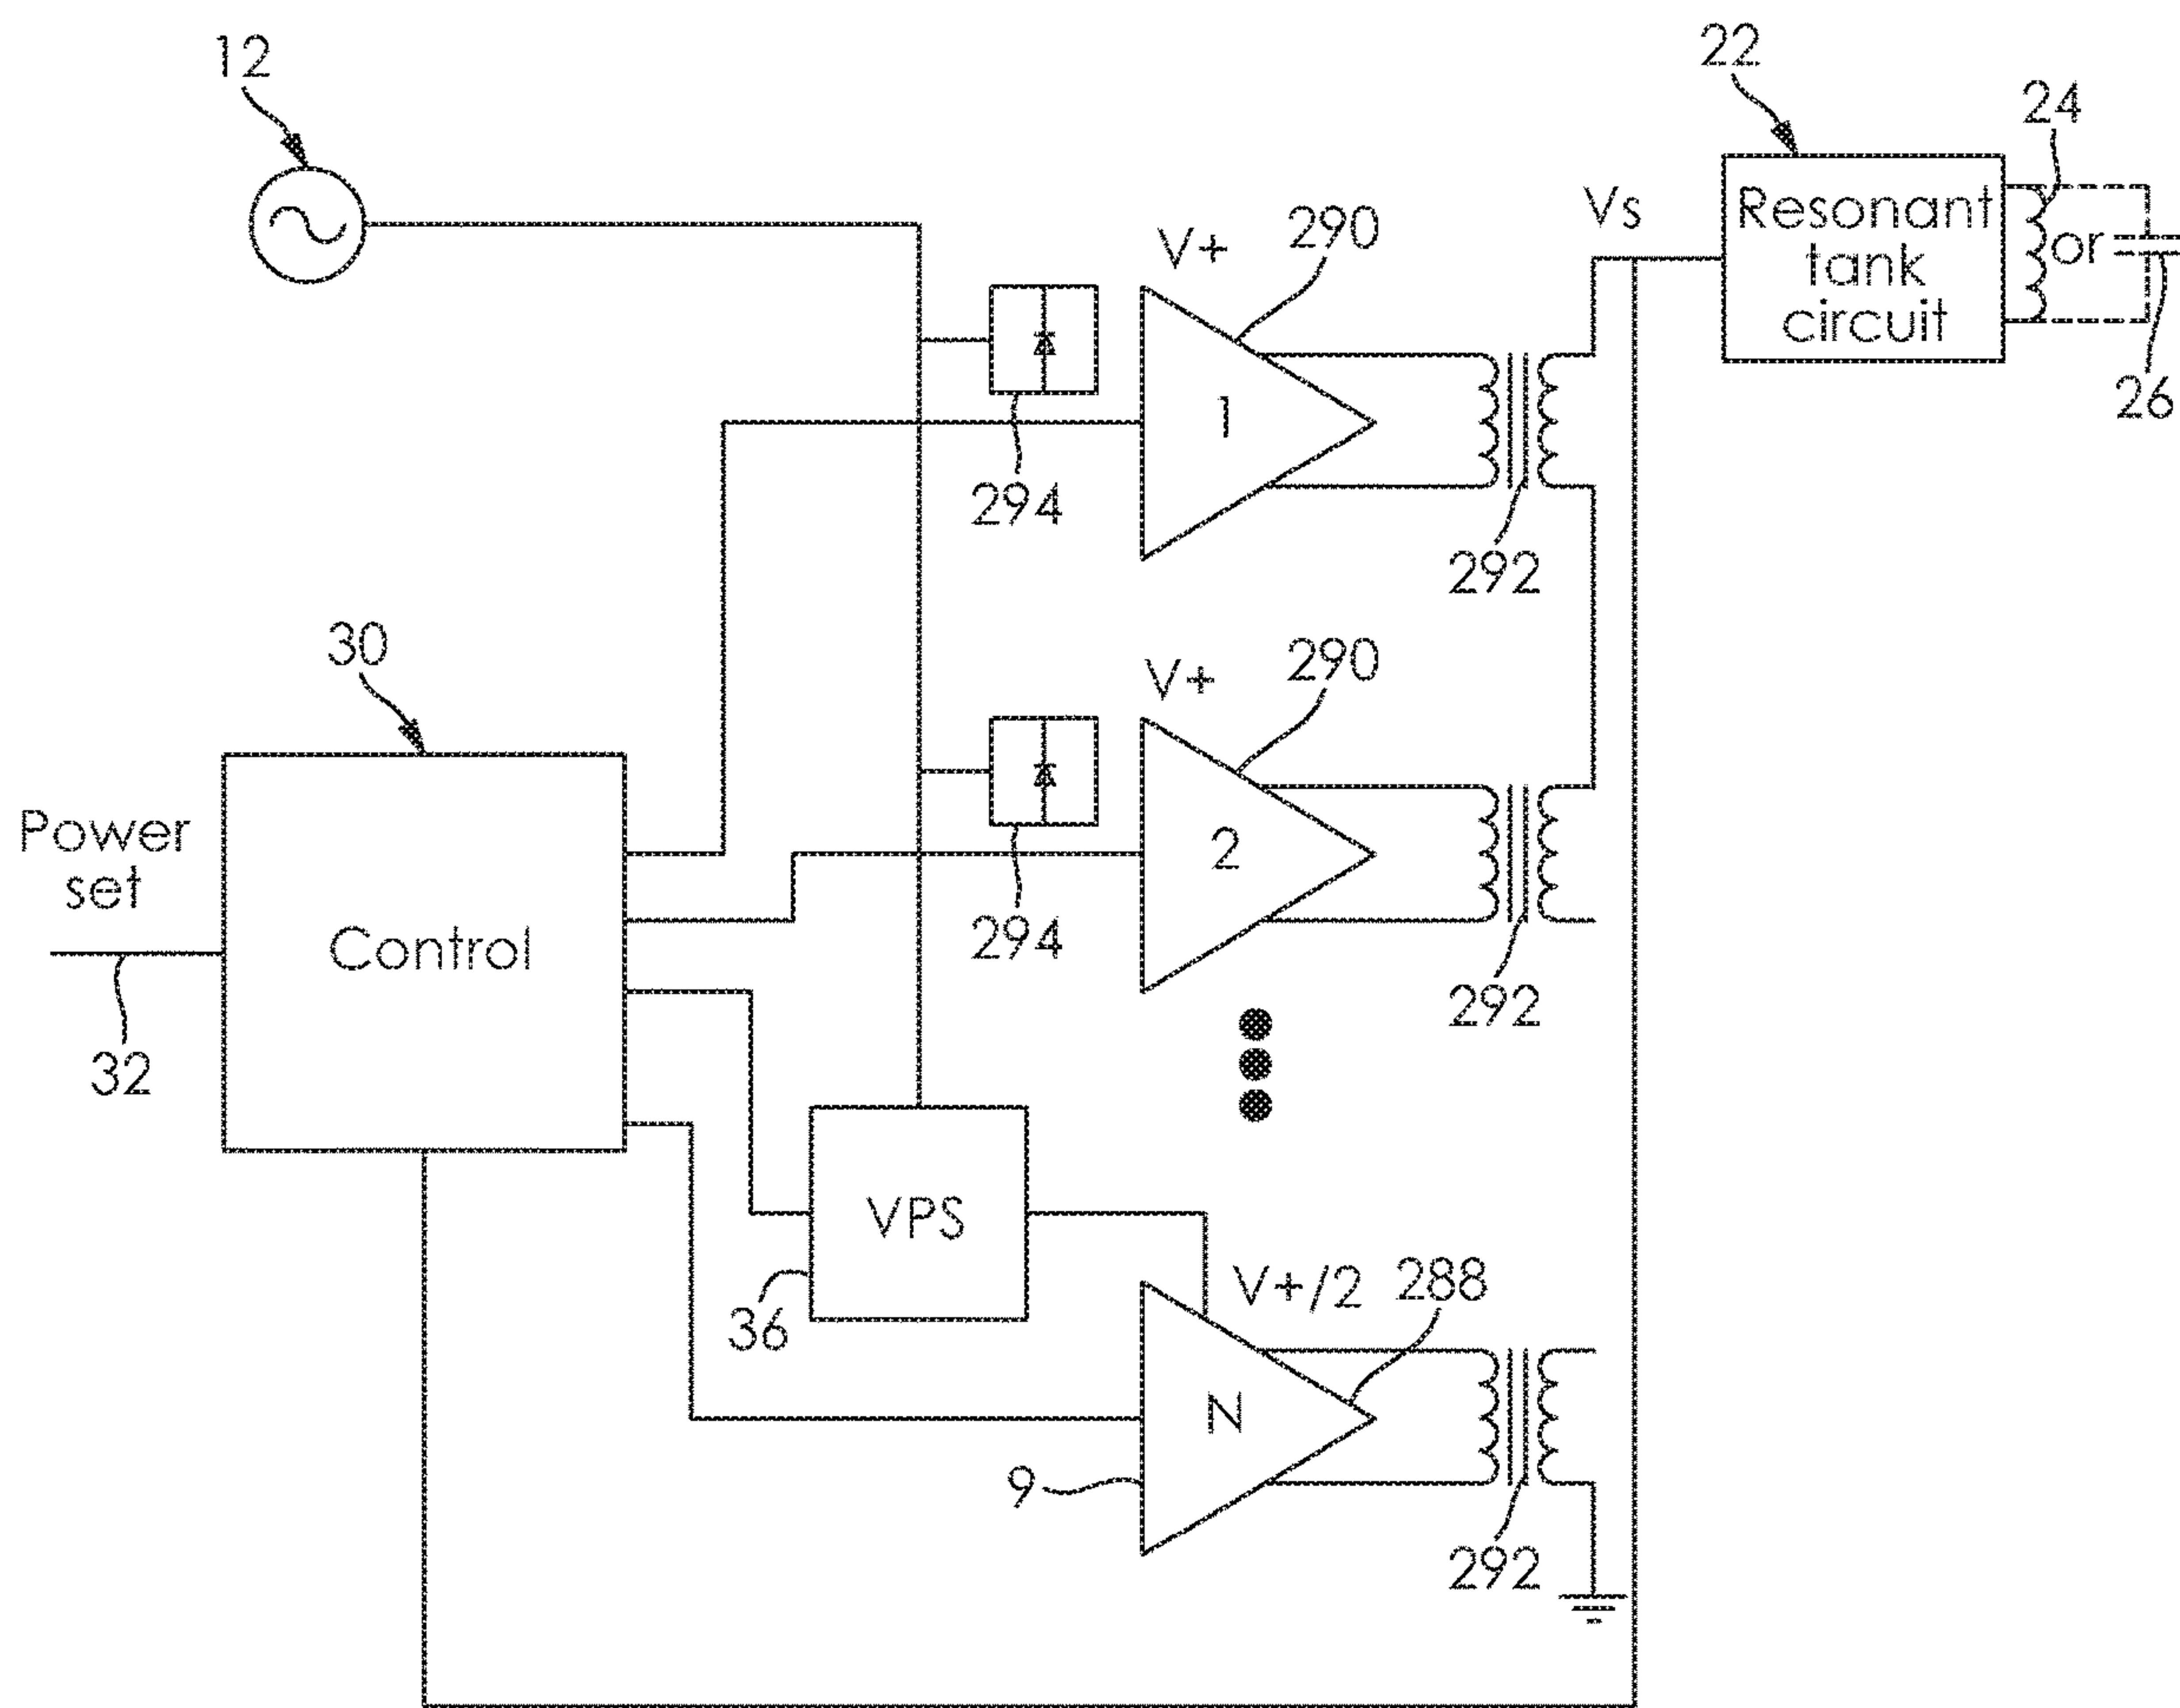 12
22
24
Vs
Resonant
tank
circuit
or
26
V+
290
1
294
292
30
V+
290
2
294
292
Power
set
Control
32
VPS
36
V+/2
288
N
9
292